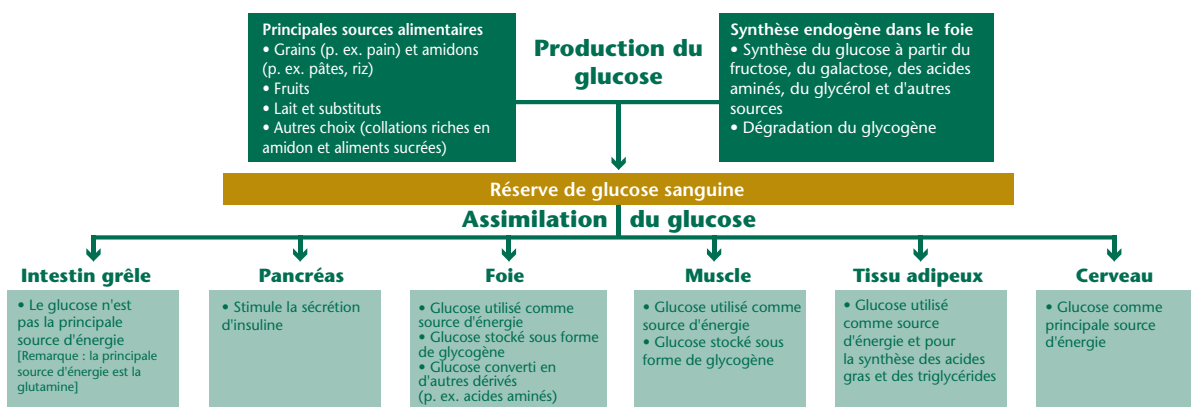 Principales sources alimentaires
• Grains (p. ex. pain) et amidons
(p. ex. pâtes, riz)
• Fruits
• Lait et substituts
• Autres choix (collations riches en
amidon et aliments sucrées)
Production du
glucose
Synthèse endogène dans le foie
• Synthèse du glucose à partir du
fructose, du galactose, des acides
aminés, du glycérol et d'autres
sources
• Dégradation du glycogène
Réserve de glucose sanguine
Assimilation du glucose
Intestin grêle
• Le glucose n'est
pas la principale
source d'énergie
[Remarque : la principale
source d'énergie est la
glutamine]
Pancréas
• Stimule la sécrétion
d'insuline
Foie
• Glucose utilisé comme
source d'énergie
• Glucose stocké sous forme
de glycogène
• Glucose converti en
d'autres dérivés
(p. ex. acides aminés)
Muscle
• Glucose utilisé comme
source d'énergie
• Glucose stocké sous
forme de glycogène
Tissu adipeux
• Glucose utilisé
comme source
d'énergie et pour
la synthèse des acides
gras et des triglycérides
Cerveau
• Glucose comme
principale source
d'énergie